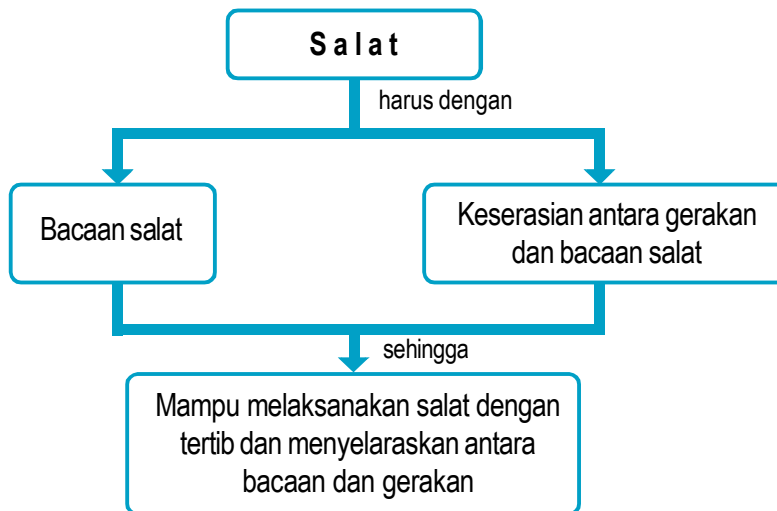 Salat
harus dengan
Bacaan salat
Keserasian antara gerakan
dan bacaan salat
sehingga
Mampu melaksanakan salat dengan
tertib dan menyelaraskan antara
bacaan dan gerakan